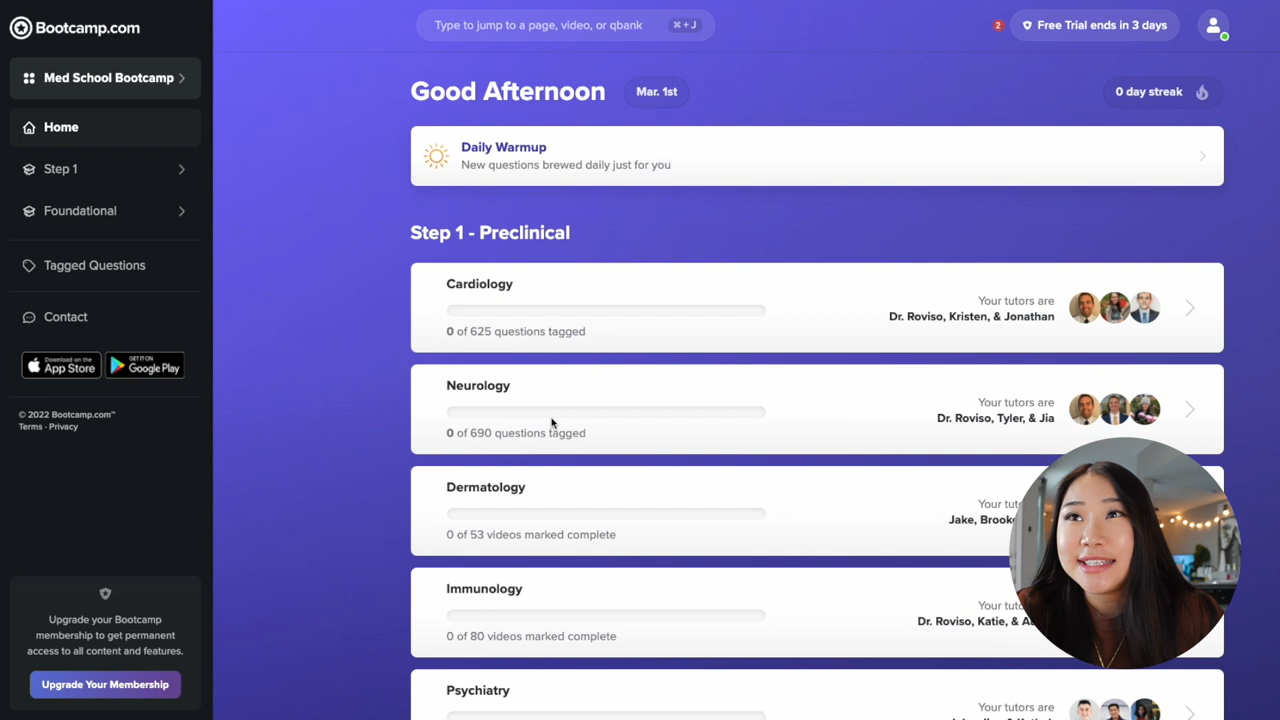 Bootcamp.com
Med School Bootcamp
Home
Step 1
Foundational
Tagged Questions
Contact
Download on the App Store
GET IT ON Google Play
© 2022 Bootcamp.com™
Terms - Privacy
Upgrade your Bootcamp
membership to get permanent
access to all content and features.
Upgrade Your Membership
Type to jump to a page, video, or qbank ⌘+J
2
Free Trial ends in 3 days
Good Afternoon
Mar. 1st
0 day streak
Daily Warmup
New questions brewed daily just for you
Step 1 - Preclinical
Cardiology
0 of 625 questions tagged
Your tutors are
Dr. Roviso, Kristen, & Jonathan
Neurology
0 of 690 questions tagged
Your tutors are
Dr. Roviso, Tyler, & Jia
Dermatology
0 of 53 videos marked complete
Your
Jake,
Immunology
0 of 80 videos marked complete
Your
Dr. Roviso, Katie, &
Psychiatry
Your tutors are